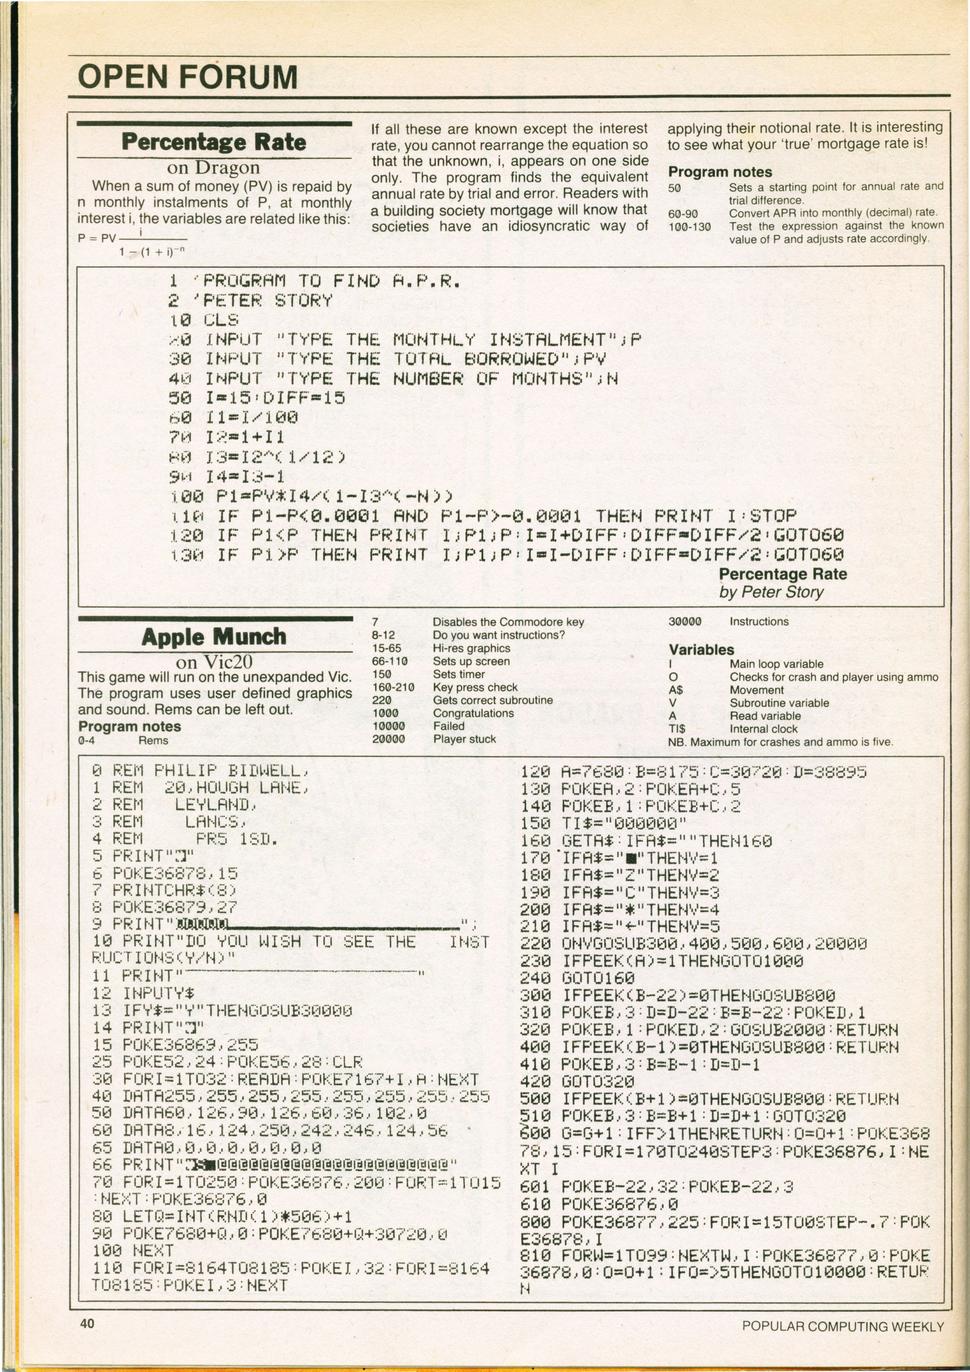 OPEN FORUM
Percentage Rate
on Dragon
When a sum of money (PV) is repaid by
n monthly instalments of P, at monthly
interest i, the variables are related like this:
P = PV i
1 − (1 + i)⁻ⁿ
If all these are known except the interest
rate, you cannot rearrange the equation so
that the unknown, i, appears on one side
only. The program finds the equivalent
annual rate by trial and error. Readers with
a building society mortgage will know that
societies have an idiosyncratic way of
applying their notional rate. It is interesting
to see what your 'true' mortgage rate is!
Program notes
50 Sets a starting point for annual rate and
trial difference.
60-90 Convert APR into monthly (decimal) rate.
100-130 Test the expression against the known
value of P and adjusts rate accordingly.
1 'PROGRAM TO FIND A.P.R.
2 'PETER STORY
10 CLS
20 INPUT "TYPE THE MONTHLY INSTALMENT";P
30 INPUT "TYPE THE TOTAL BORROWED";PV
40 INPUT "TYPE THE NUMBER OF MONTHS";N
50 I=15:DIFF=15
60 I1=I/100
70 I2=1+I1
80 I3=I2^(1/12)
90 I4=I3-1
100 P1=PV*I4/(1-I3^(-N))
110 IF P1-P<0.0001 AND P1-P>-0.0001 THEN PRINT I:STOP
120 IF P1<P THEN PRINT I;P1;P:I=I+DIFF:DIFF=DIFF/2:GOTO60
130 IF P1>P THEN PRINT I;P1;P:I=I-DIFF:DIFF=DIFF/2:GOTO60
Percentage Rate
by Peter Story
Apple Munch
on Vic20
This game will run on the unexpanded Vic.
The program uses user defined graphics
and sound. Rems can be left out.
Program notes
0-4 Rems
7 Disables the Commodore key
8-12 Do you want instructions?
15-65 Hi-res graphics
66-110 Sets up screen
150 Sets timer
160-210 Key press check
220 Gets correct subroutine
1000 Congratulations
10000 Failed
20000 Player stuck
30000 Instructions
Variables
I Main loop variable
O Checks for crash and player using ammo
A$ Movement
V Subroutine variable
A Read variable
TI$ Internal clock
NB. Maximum for crashes and ammo is five.
0 REM PHILIP BIDWELL,
1 REM 20,HOUGH LANE,
2 REM LEYLAND,
3 REM LANCS,
4 REM PR5 1SD.
5 PRINT""
6 POKE36878,15
7 PRINTCHR$(8)
8 POKE36879,27
9 PRINT" ";
10 PRINT"DO YOU WISH TO SEE THE INST
RUCTIONS(Y/N)"
11 PRINT" "
12 INPUTY$
13 IFY$="Y"THENGOSUB30000
14 PRINT""
15 POKE36869,255
25 POKE52,24:POKE56,28:CLR
30 FORI=1TO32:READA:POKE7167+I,A:NEXT
40 DATA255,255,255,255,255,255,255,255
50 DATA60,126,90,126,60,36,102,0
60 DATA8,16,124,250,242,246,124,56
65 DATA0,0,0,0,0,0,0,0
66 PRINT"@@@@@@@@@@@@@@@@@@@@@@"
70 FORI=1TO250:POKE36876,200:FORT=1TO15
:NEXT:POKE36876,0
80 LETQ=INT(RND(1)*506)+1
90 POKE7680+Q,0:POKE7680+Q+30720,0
100 NEXT
110 FORI=8164TO8185:POKEI,32:FORI=8164
TO8185:POKEI,3:NEXT
120 A=7680:B=8175:C=30720:D=38895
130 POKEA,2:POKEA+C,5
140 POKEB,1:POKEB+C,2
150 TI$="000000"
160 GETA$:IFA$=""THEN160
170 IFA$="■"THENV=1
180 IFA$="Z"THENV=2
190 IFA$="C"THENV=3
200 IFA$="*"THENV=4
210 IFA$="←"THENV=5
220 ONVGOSUB300,400,500,600,20000
230 IFPEEK(A)=1THENGOTO1000
240 GOTO160
300 IFPEEK(B-22)=0THENGOSUB800
310 POKEB,3:D=D-22:B=B-22:POKED,1
320 POKEB,1:POKED,2:GOSUB2000:RETURN
400 IFPEEK(B-1)=0THENGOSUB800:RETURN
410 POKEB,3:B=B-1:D=D-1
420 GOTO320
500 IFPEEK(B+1)=0THENGOSUB800:RETURN
510 POKEB,3:B=B+1:D=D+1:GOTO320
600 G=G+1:IFF>1THENRETURN:O=O+1:POKE368
78,15:FORI=170TO240STEP3:POKE36876,I:NE
XT I
601 POKEB-22,32:POKEB-22,3
610 POKE36876,0
800 POKE36877,225:FORI=15TO0STEP-.7:POK
E36878,I
810 FORW=1TO99:NEXTW,I:POKE36877,0:POKE
36878,0:O=O+1:IFO=>5THENGOTO10000:RETUR
N
40
POPULAR COMPUTING WEEKLY